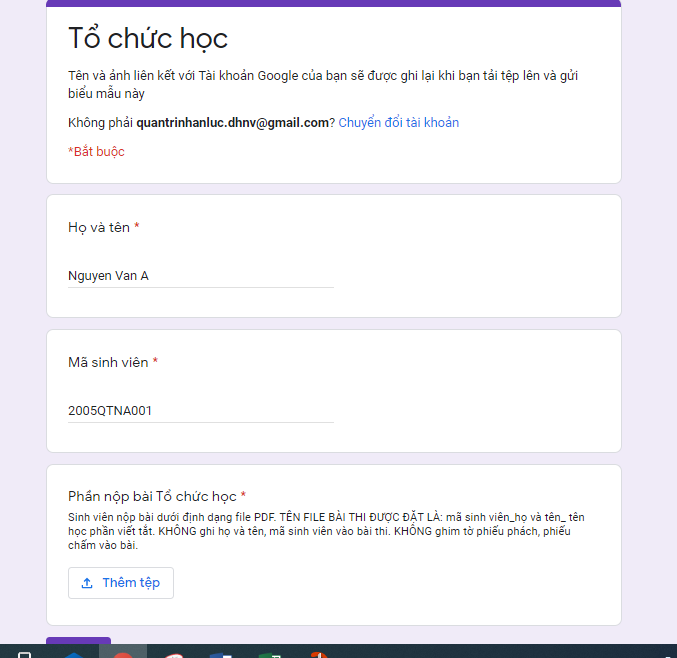 Tổ chức học
Tên và ảnh liên kết với Tài khoản Google của bạn sẽ được ghi lại khi bạn tải tệp lên và gửi
biểu mẫu này
Không phải quantrinhanluc.dhnv@gmail.com? Chuyển đổi tài khoản
*Bắt buộc
Họ và tên *
Nguyen Van A
Mã sinh viên *
2005QTNA001
Phần nộp bài Tổ chức học *
Sinh viên nộp bài dưới định dạng file PDF. TÊN FILE BÀI THI ĐƯỢC ĐẶT LÀ: mã sinh viên_họ và tên_ tên
học phần viết tắt. KHÔNG ghi họ và tên, mã sinh viên vào bài thi. KHÔNG ghim tờ phiếu phách, phiếu
chấm vào bài.
Thêm tệp